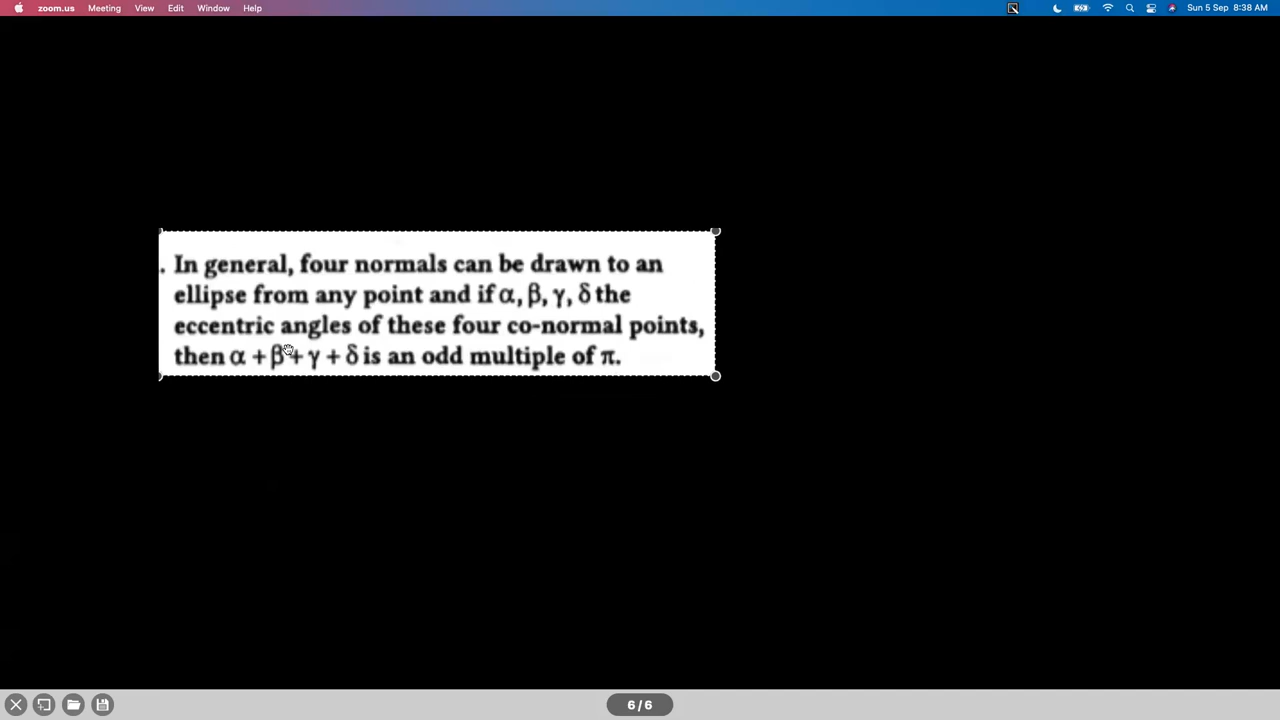 zoom.us Meeting View Edit Window Help Sun 5 Sep 8:38 AM
. In general, four normals can be drawn to an
ellipse from any point and if α, β, γ, δ the
eccentric angles of these four co-normal points,
then α + β + γ + δ is an odd multiple of π.
6 / 6